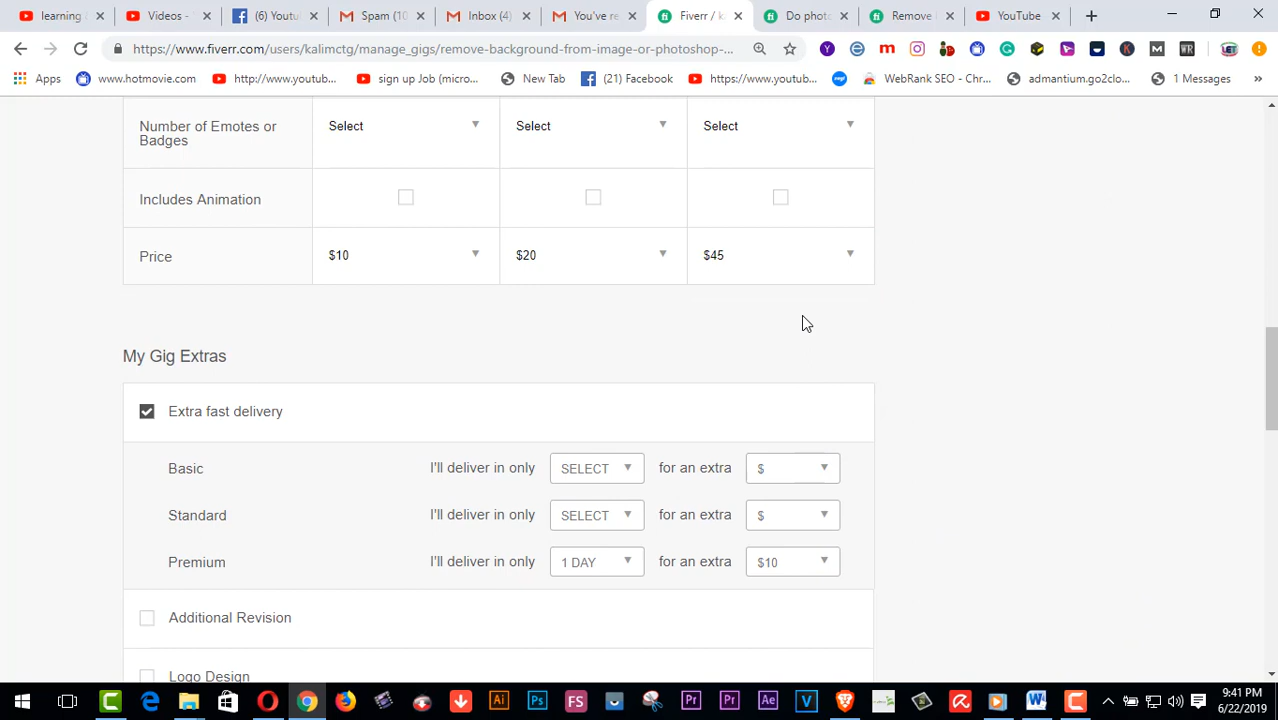 learning
Videos -
(6) Youtu
Spam (10
Inbox (4)
You've re
Fiverr / k
Do photo
Remove
YouTube
https://www.fiverr.com/users/kalimctg/manage_gigs/remove-background-from-image-or-photoshop-...
Apps
www.hotmovie.com
http://www.youtub...
sign up Job (micro...
New Tab
(21) Facebook
https://www.youtub...
WebRank SEO - Chr...
admantium.go2clo...
1 Messages
»
Number of Emotes or
Badges
Select
Select
Select
Includes Animation
Price
$10
$20
$45
My Gig Extras
Extra fast delivery
Basic
I'll deliver in only
SELECT
for an extra
$
Standard
I'll deliver in only
SELECT
for an extra
$
Premium
I'll deliver in only
1 DAY
for an extra
$10
Additional Revision
Logo Design
9:41 PM
6/22/2019